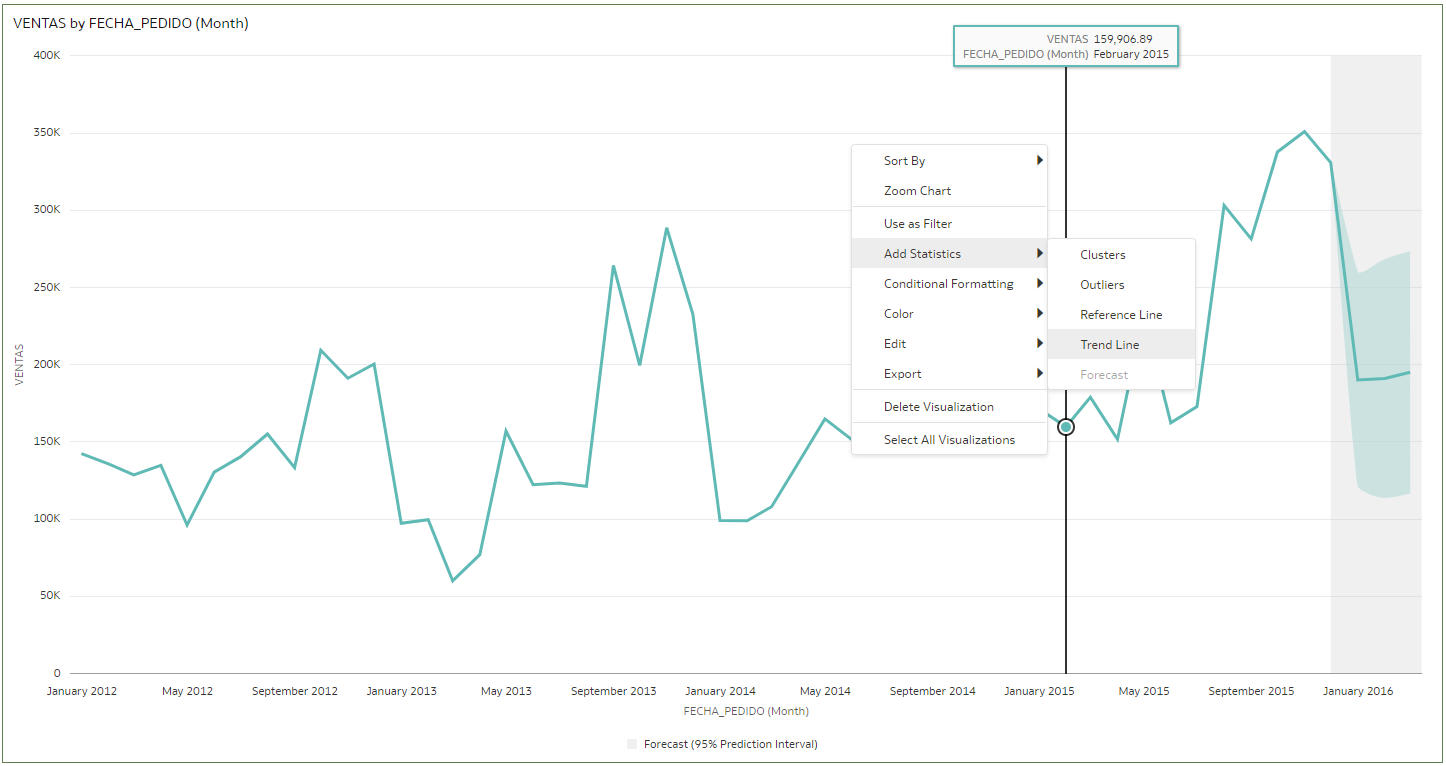 VENTAS by FECHA_PEDIDO (Month)
VENTAS 159,906.89
FECHA_PEDIDO (Month) February 2015
400K
350K
300K
250K
200K
150K
100K
50K
0
VENTAS
Sort By
Zoom Chart
Use as Filter
Add Statistics
Conditional Formatting
Color
Edit
Export
Delete Visualization
Select All Visualizations
Clusters
Outliers
Reference Line
Trend Line
Forecast
January 2012 May 2012 September 2012 January 2013 May 2013 September 2013 January 2014 May 2014 September 2014 January 2015 May 2015 September 2015 January 2016
FECHA_PEDIDO (Month)
Forecast (95% Prediction Interval)